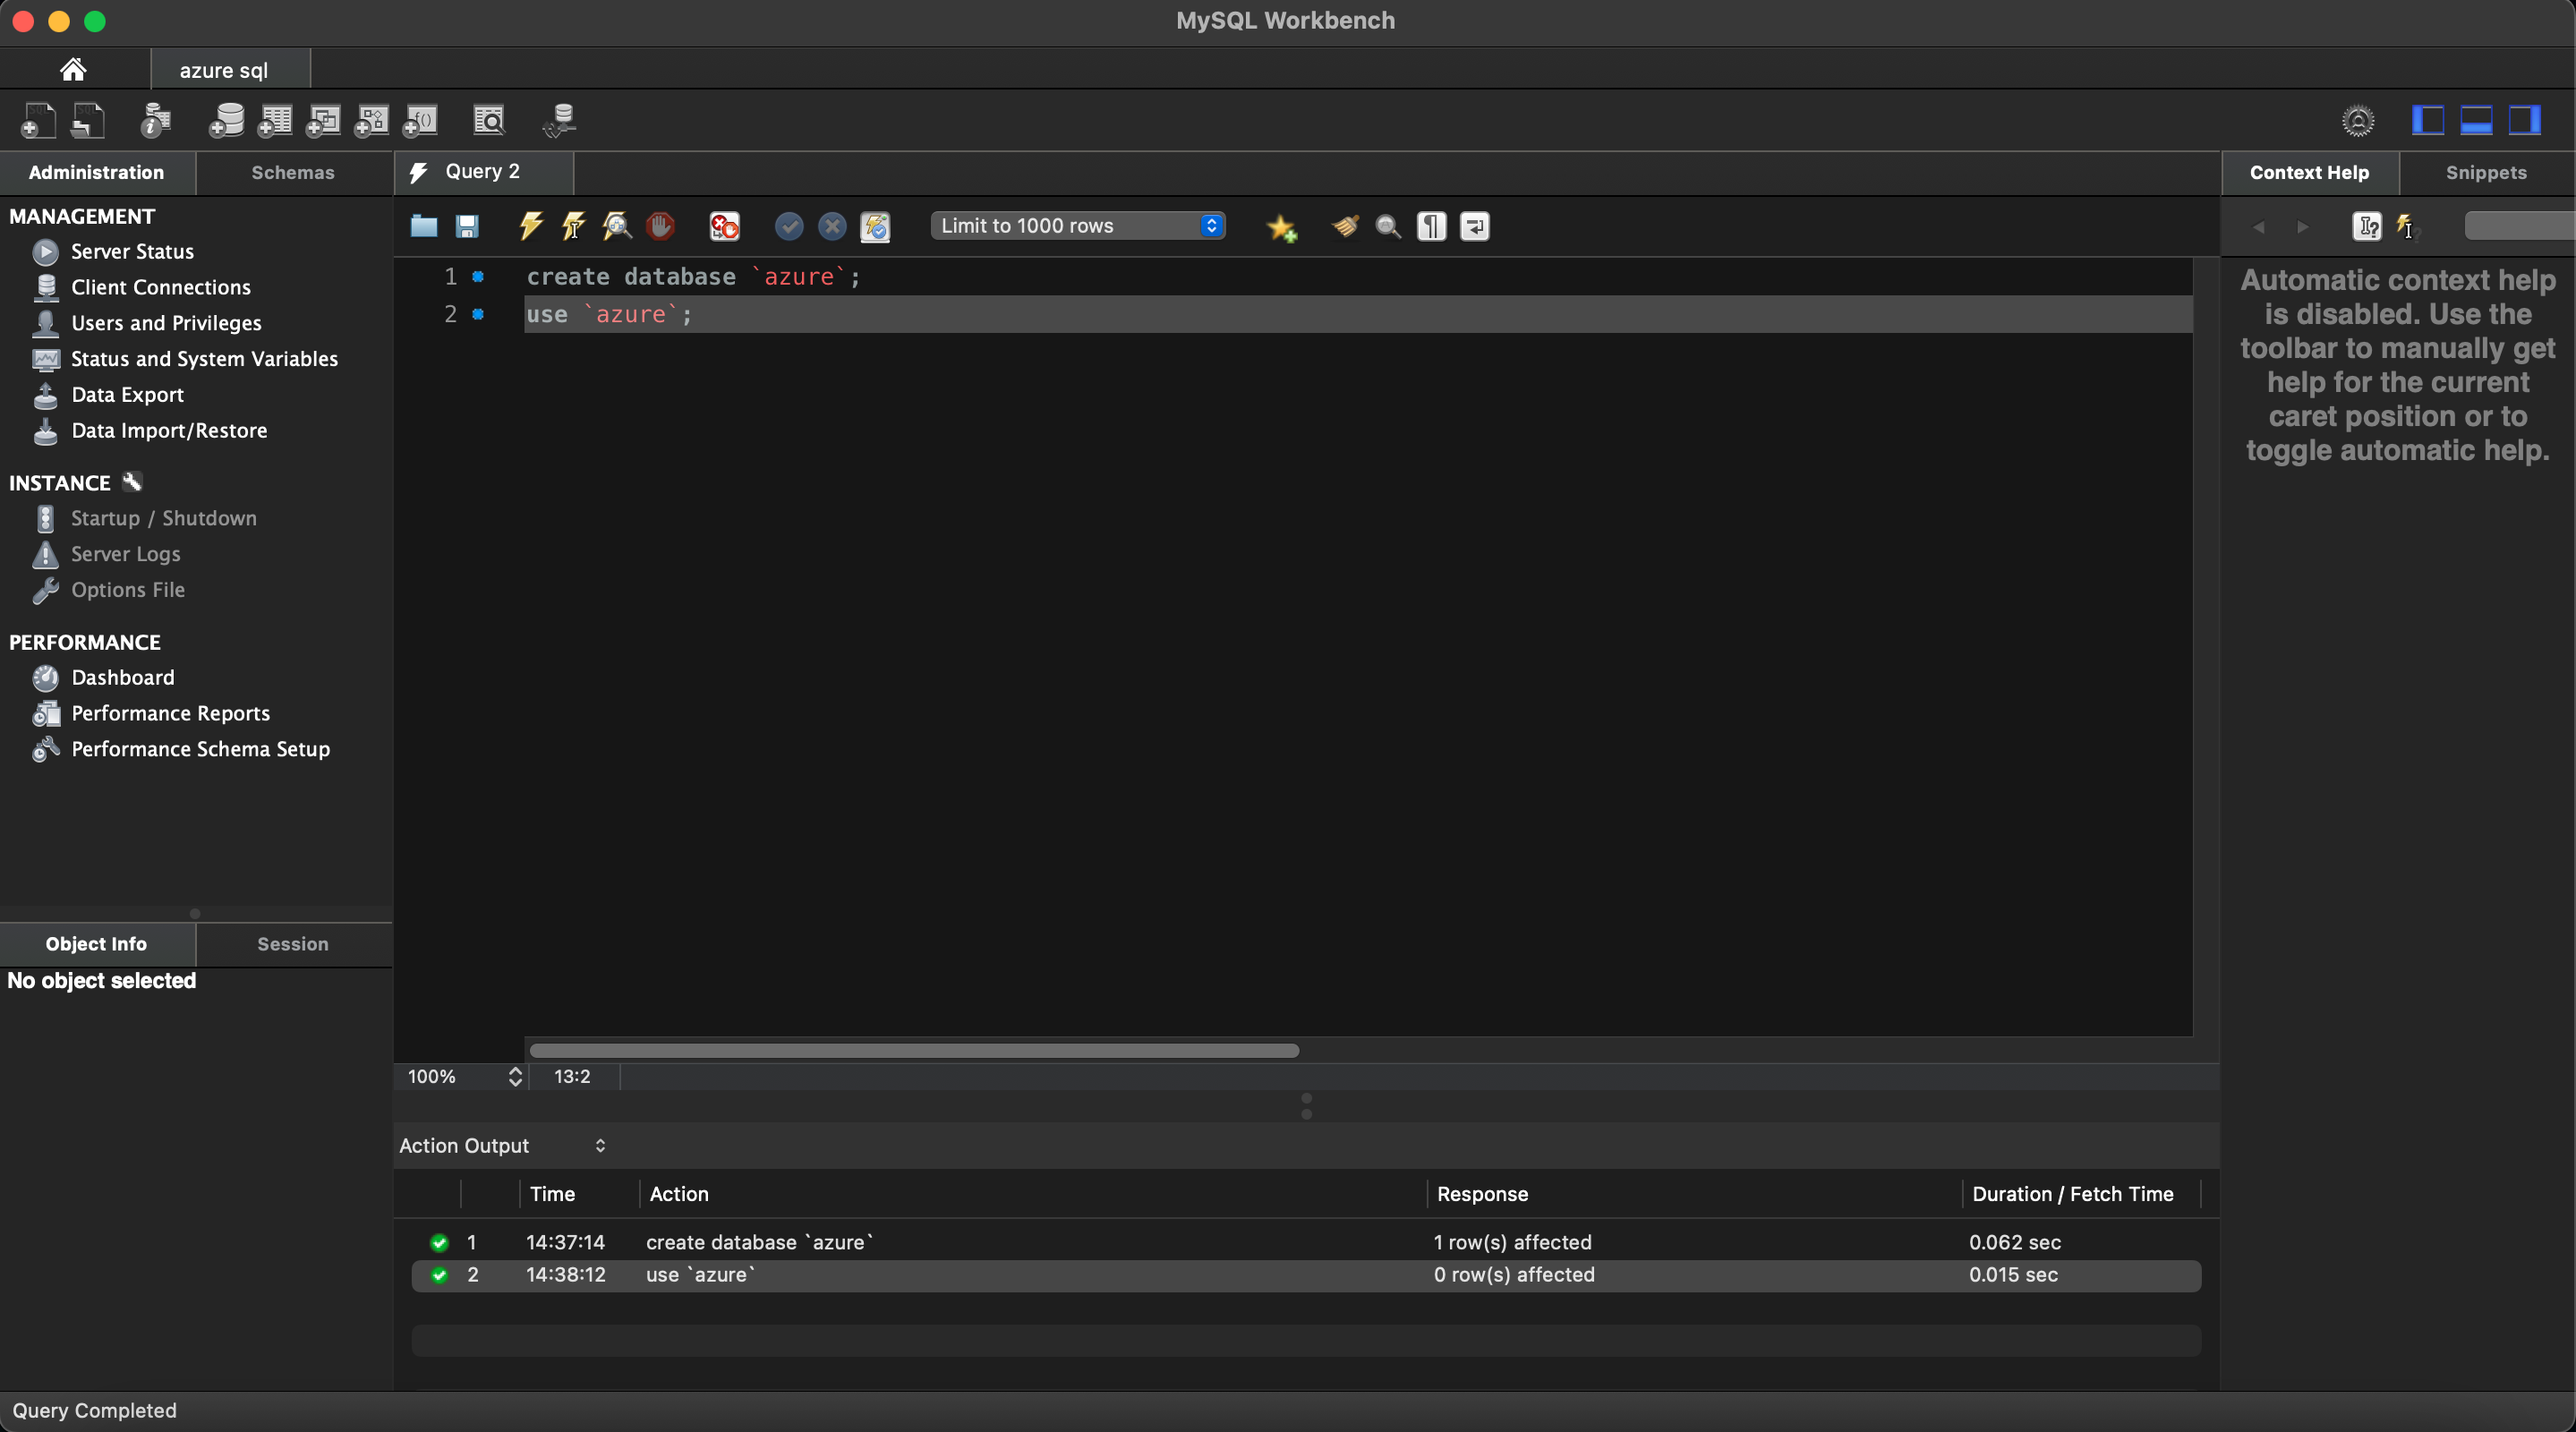 MySQL Workbench
azure sql
Administration
Schemas
MANAGEMENT
Server Status
Client Connections
Users and Privileges
Status and System Variables
Data Export
Data Import/Restore
INSTANCE
Startup / Shutdown
Server Logs
Options File
PERFORMANCE
Dashboard
Performance Reports
Performance Schema Setup
Object Info
Session
No object selected
Query 2
Limit to 1000 rows
1 create database `azure`;
2 use `azure`;
100% 13:2
Action Output
Time Action Response Duration / Fetch Time
1 14:37:14 create database `azure` 1 row(s) affected 0.062 sec
2 14:38:12 use `azure` 0 row(s) affected 0.015 sec
Context Help
Snippets
Automatic context help
is disabled. Use the
toolbar to manually get
help for the current
caret position or to
toggle automatic help.
Query Completed